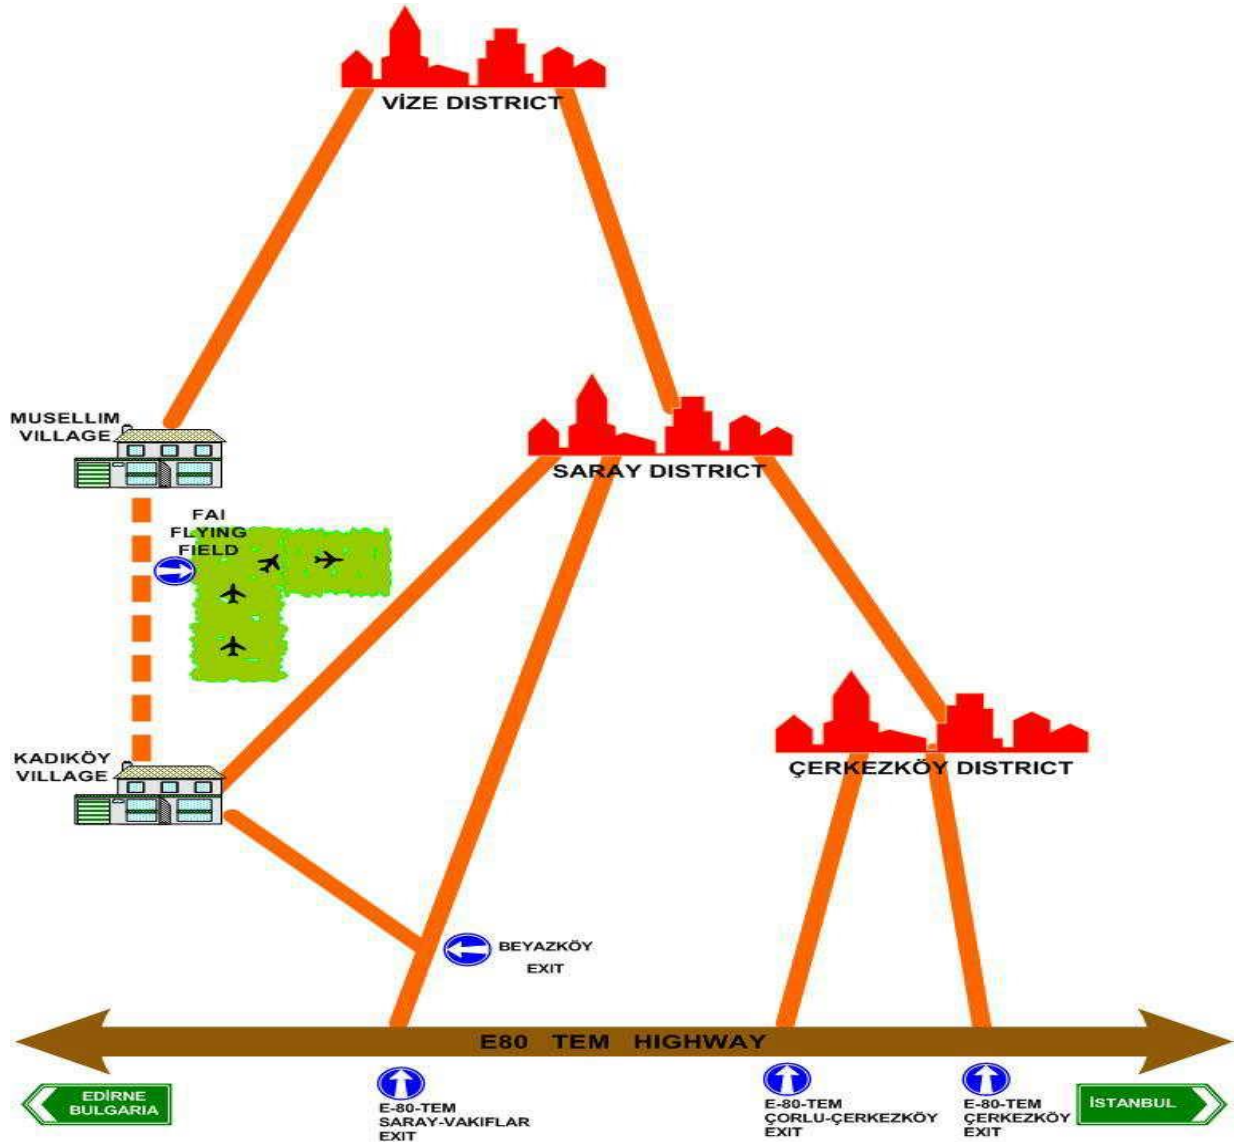 VİZE DISTRICT
MUSELLIM
VILLAGE
SARAY DISTRICT
FAI
FLYING
FIELD
KADIKÖY
VILLAGE
ÇERKEZKÖY DISTRICT
BEYAZKÖY
EXIT
E80 TEM HIGHWAY
EDİRNE
BULGARIA
E-80-TEM
SARAY-VAKIFLAR
EXIT
E-80-TEM
ÇORLU-ÇERKEZKÖY
EXIT
E-80-TEM
ÇERKEZKÖY
EXIT
İSTANBUL